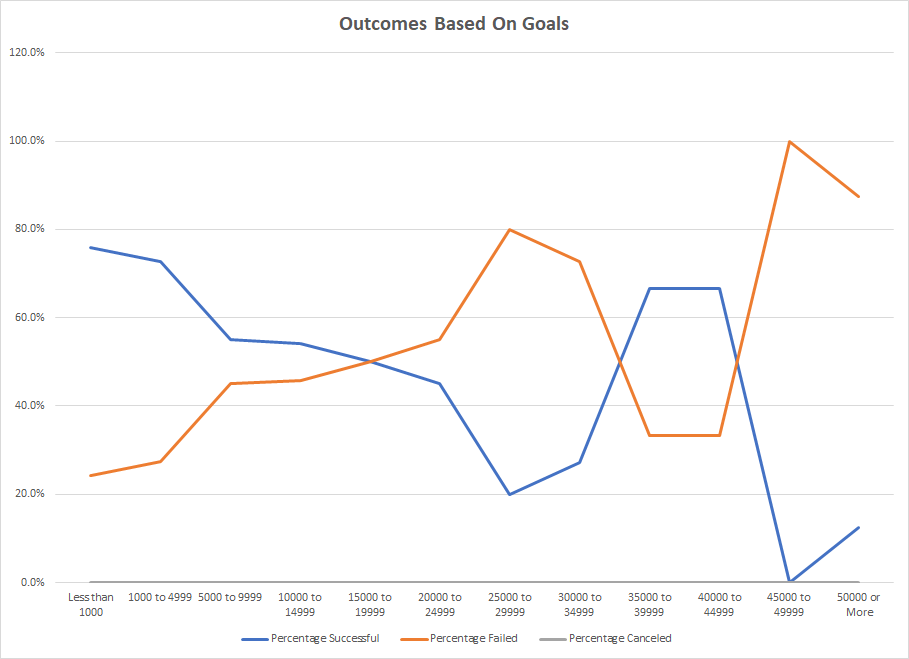 Outcomes Based On Goals
120.0%
100.0%
80.0%
60.0%
40.0%
20.0%
0.0%
Less than
1000
1000 to 4999
5000 to 9999
10000 to
14999
15000 to
19999
20000 to
24999
25000 to
29999
30000 to
34999
35000 to
39999
40000 to
44999
45000 to
49999
50000 or
More
Percentage Successful
Percentage Failed
Percentage Canceled